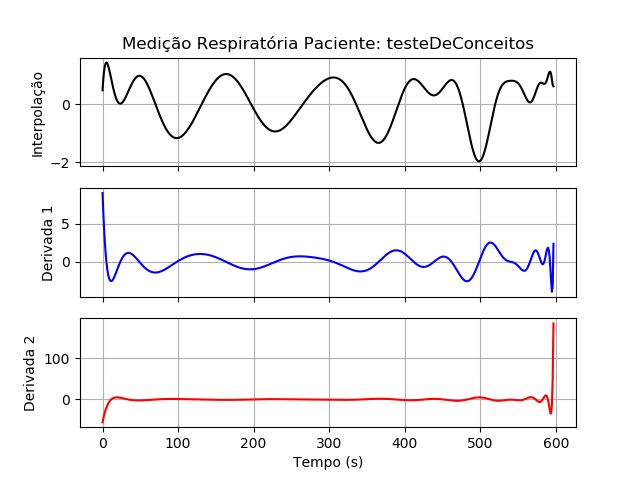 Medição Respiratória Paciente: testeDeConceitos
Interpolação
0
−2
Derivada 1
5
0
Derivada 2
100
0
0 100 200 300 400 500 600
Tempo (s)